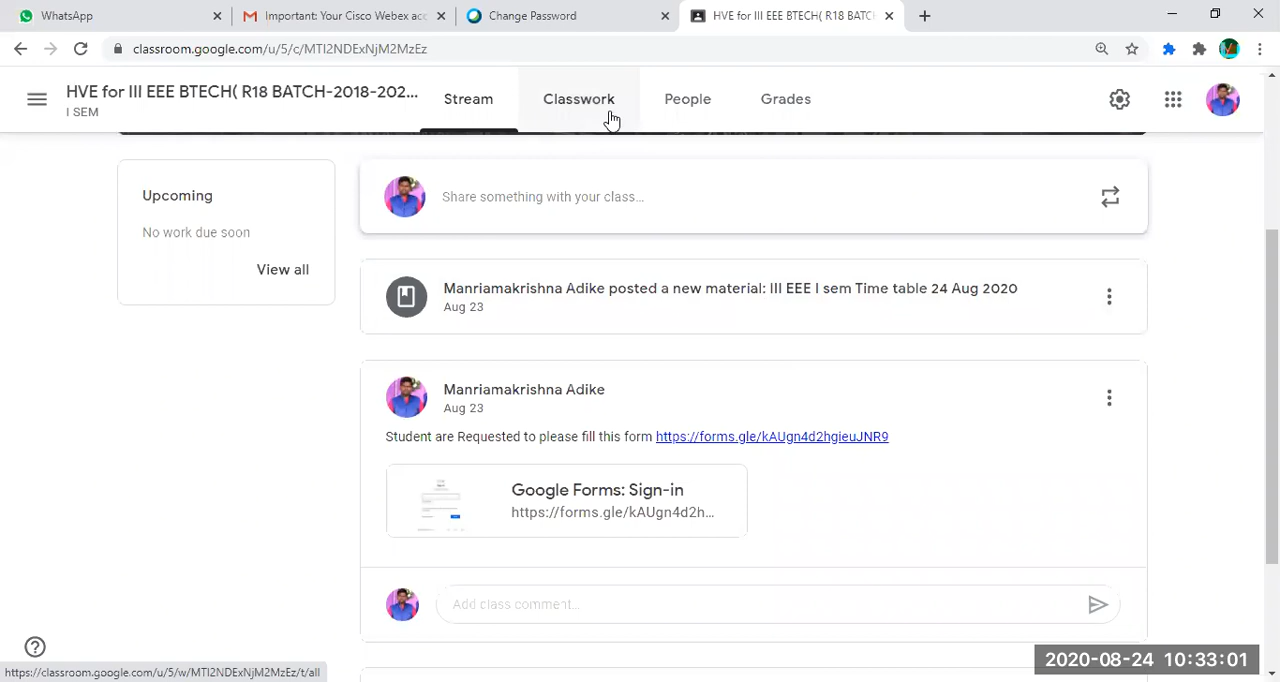 WhatsApp
Important: Your Cisco Webex acc
Change Password
HVE for III EEE BTECH( R18 BATCH
classroom.google.com/u/5/c/MTI2NDExNjM2MzEz
HVE for III EEE BTECH( R18 BATCH-2018-202...
I SEM
Stream
Classwork
People
Grades
Upcoming
No work due soon
View all
Share something with your class...
Manriamakrishna Adike posted a new material: III EEE I sem Time table 24 Aug 2020
Aug 23
Manriamakrishna Adike
Aug 23
Student are Requested to please fill this form https://forms.gle/kAUgn4d2hgieuJNR9
Google Forms: Sign-in
https://forms.gle/kAUgn4d2h...
Add class comment...
https://classroom.google.com/u/5/w/MTI2NDExNjM2MzEz/t/all
2020-08-24 10:33:01